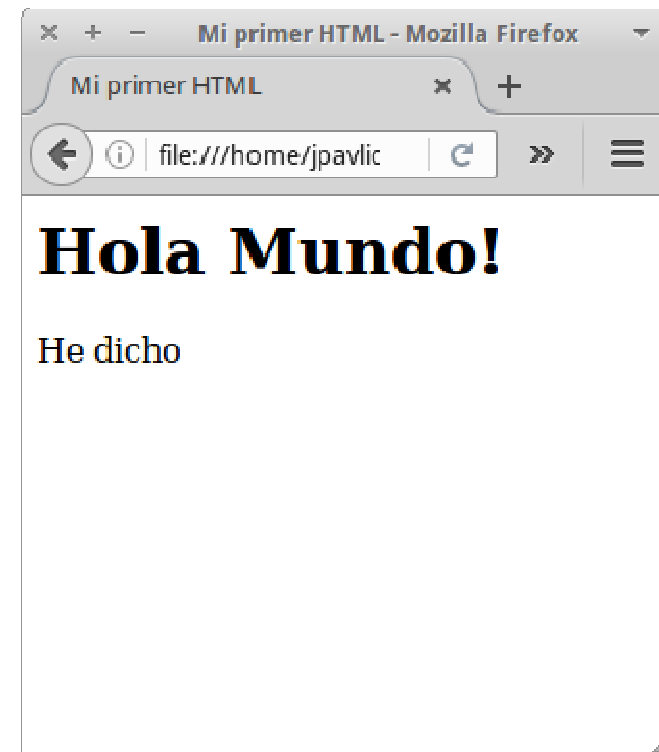 Mi primer HTML - Mozilla Firefox
Mi primer HTML
file:///home/jpavlic
Hola Mundo!
He dicho